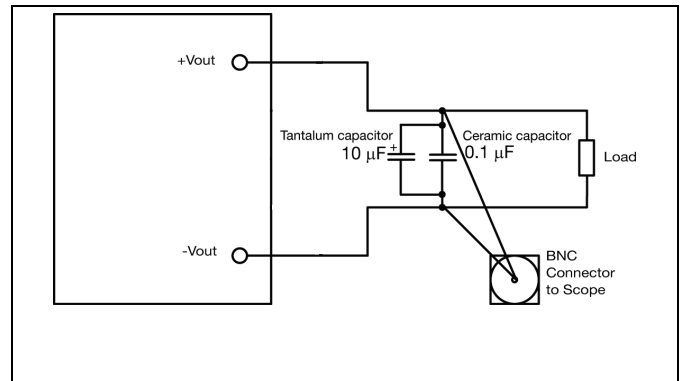 +Vout
Tantalum capacitor
10 μF
+
Ceramic capacitor
0.1 μF
Load
-Vout
BNC
Connector
to Scope